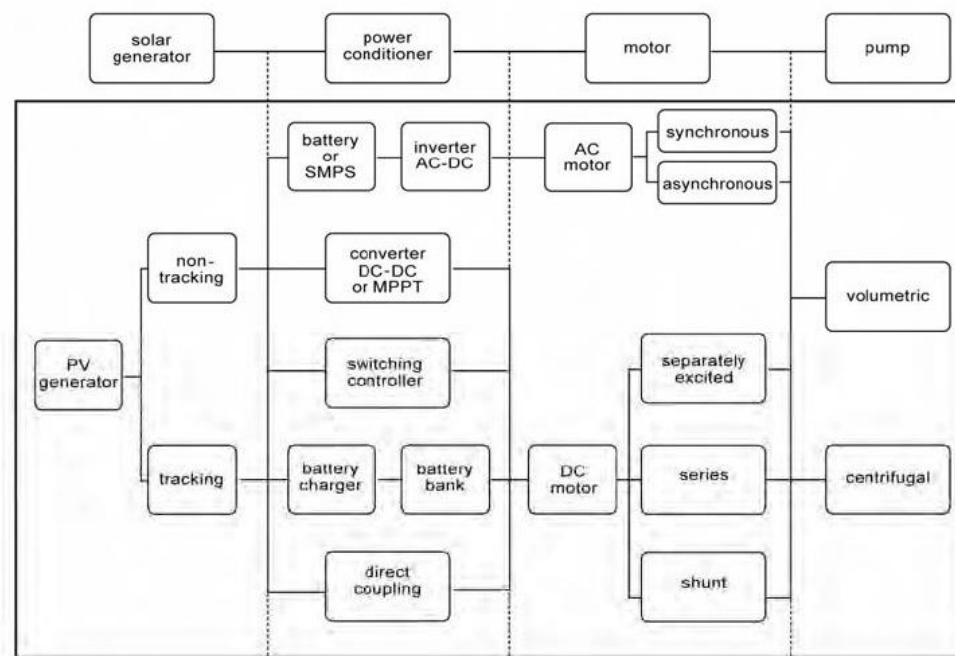 solar
generator
power
conditioner
motor
pump
battery
or
SMPS
inverter
AC-DC
AC
motor
synchronous
asynchronous
non-
tracking
converter
DC-DC
or MPPT
volumetric
PV
generator
switching
controller
separately
excited
tracking
battery
charger
battery
bank
DC
motor
series
centrifugal
direct
coupling
shunt